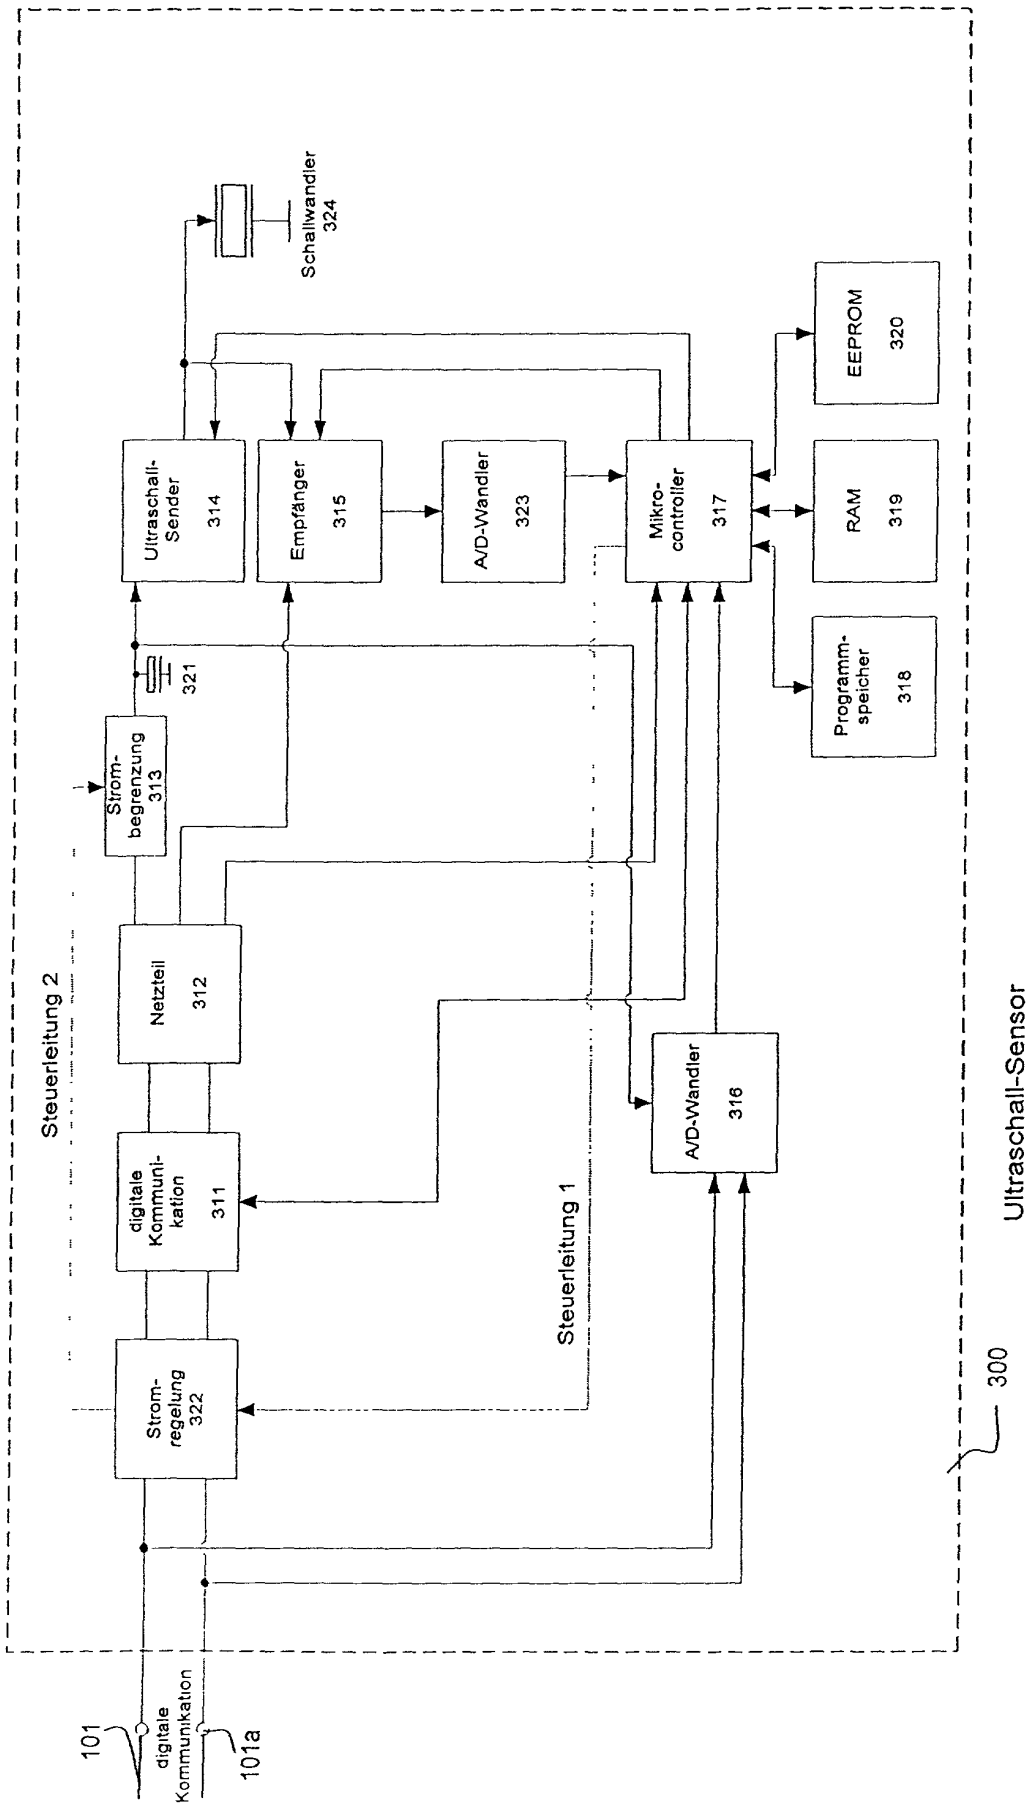 101
digitale
Kommunikation
101a
Steuerleitung 2
Strom-
regelung
322
digitale
Kommuni-
kation
311
Netzteil
312
Strom-
begrenzung
313
321
Ultraschall-
Sender
314
Schallwandler
324
Empfänger
315
A/D-Wandler
323
Steuerleitung 1
A/D-Wandler
316
Mikro-
controller
317
Programm-
speicher
318
RAM
319
EEPROM
320
300
Ultraschall-Sensor